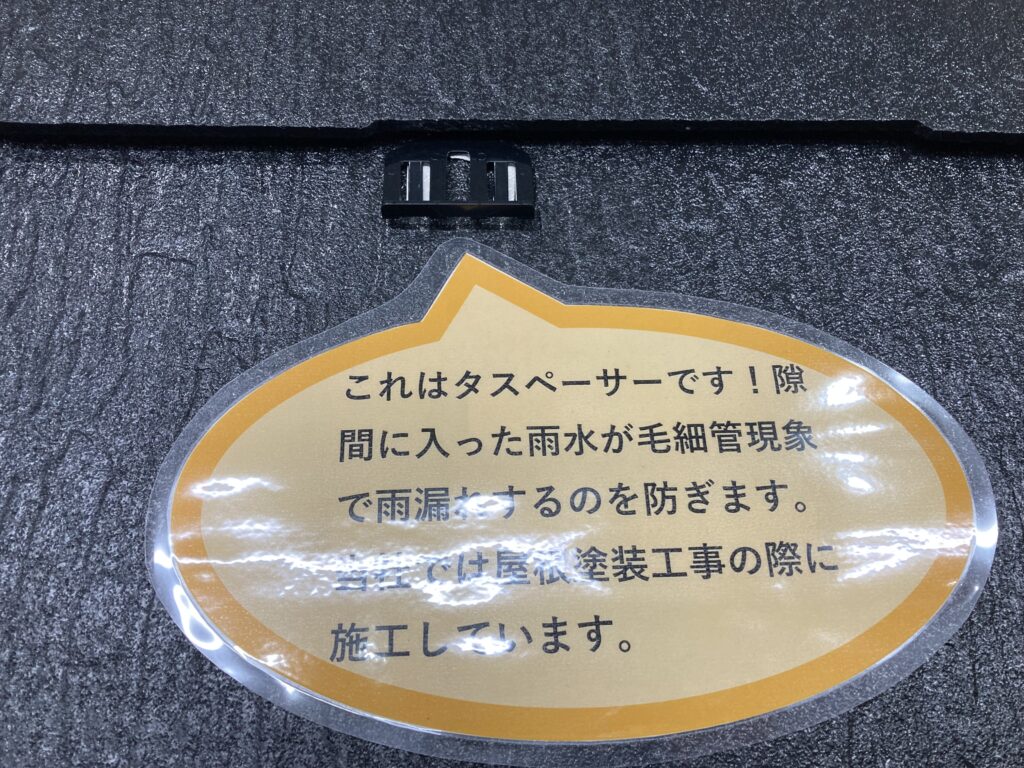 これはタスペーサーです！隙
間に入った雨水が毛細管現象
で雨漏れするのを防ぎます。
当社では屋根塗装工事の際に
施工しています。